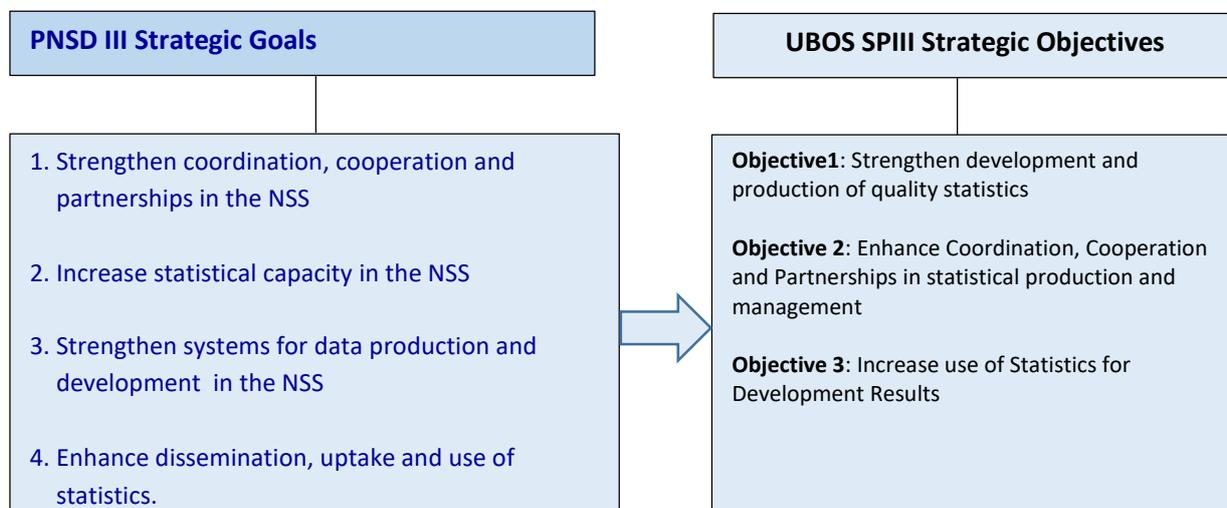 PNSD III Strategic Goals
1. Strengthen coordination, cooperation and
partnerships in the NSS
2. Increase statistical capacity in the NSS
3. Strengthen systems for data production and
development  in the NSS
4. Enhance dissemination, uptake and use of
statistics.
UBOS SPIII Strategic Objectives
Objective1: Strengthen development and
production of quality statistics
Objective 2: Enhance Coordination, Cooperation
and Partnerships in statistical production and
management
Objective 3: Increase use of Statistics for
Development Results